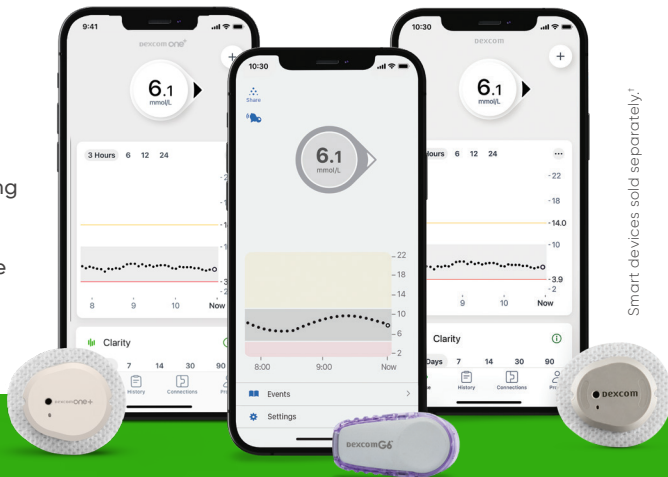 ng
e
9:41
Dexcom ONE+
+
6.1
mmol/L
3 Hours 6 12 24
8 9 10 Now
Clarity
7 14 30 90
History Connections
10:30
Share
6.1
mmol/L
22
18
14
10
6
2
8:00 9:00 Now
Events
Settings
10:30
Dexcom
+
6.1
mmol/L
ours 6 12 24
22
18
14.0
10
3.9
2
9 10 Now
Clarity
Days 7 14 30 90
History Connections
Dexcom ONE+
Dexcom G6
Dexcom
Smart devices sold separately.†